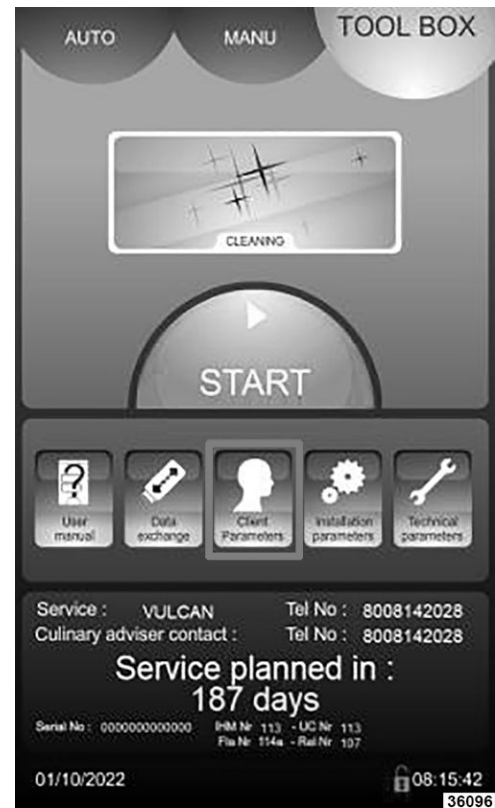 AUTO MANU TOOL BOX
CLEANING
START
User manual
Data exchange
Client Parameters
Installation parameters
Technical parameters
Service : VULCAN Tel No : 8008142028
Culinary adviser contact : Tel No : 8008142028
Service planned in :
187 days
Serial No : 0000000000000 IHM Nr 113 - UC Nr 113
Fla Nr 114a - Rel Nr 107
01/10/2022 08:15:42
36096